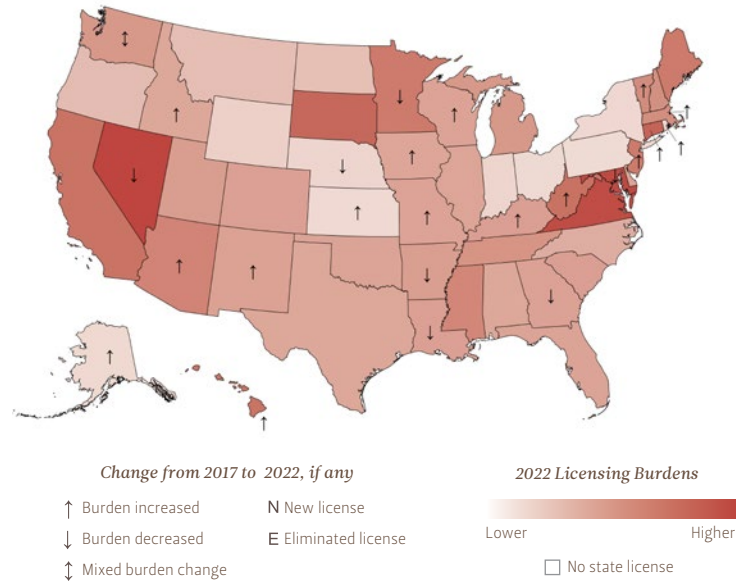 Change from 2017 to 2022, if any
↑ Burden increased
↓ Burden decreased
↕ Mixed burden change
N New license
E Eliminated license
2022 Licensing Burdens
Lower Higher
No state license